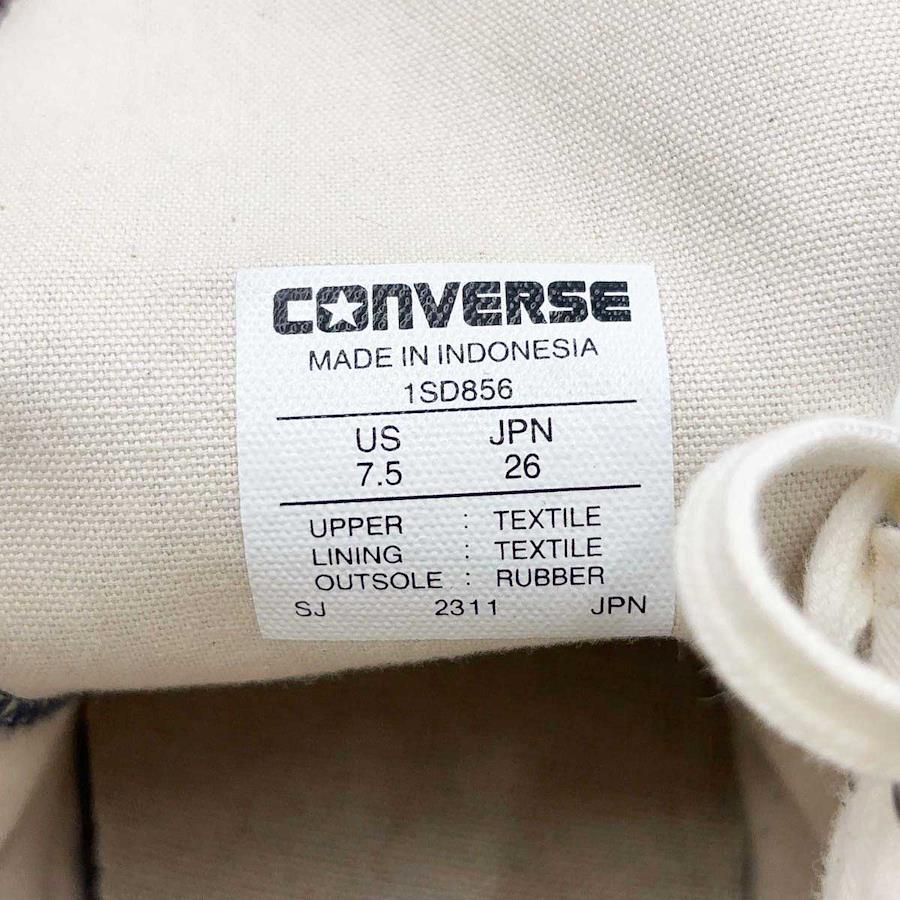 CONVERSE
MADE IN INDONESIA
1SD856
US JPN
7.5 26
UPPER : TEXTILE
LINING : TEXTILE
OUTSOLE : RUBBER
SJ 2311 JPN